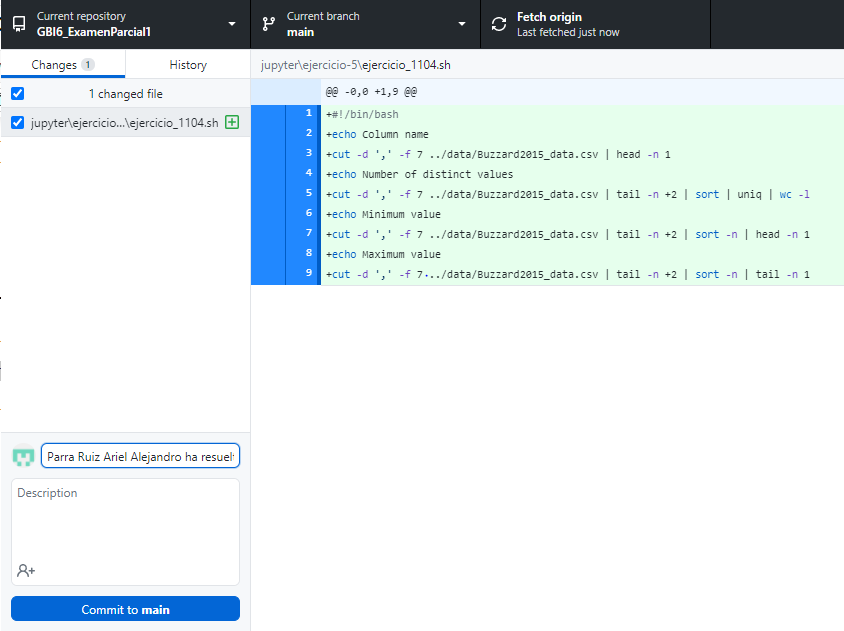 Current repository
GBI6_ExamenParcial1
Current branch
main
Fetch origin
Last fetched just now
Changes 1
History
jupyter\ejercicio-5\ejercicio_1104.sh
1 changed file
jupyter\ejercicio...\ejercicio_1104.sh
@@ -0,0 +1,9 @@
1 +#!/bin/bash
2 +echo Column name
3 +cut -d ',' -f 7 ../data/Buzzard2015_data.csv | head -n 1
4 +echo Number of distinct values
5 +cut -d ',' -f 7 ../data/Buzzard2015_data.csv | tail -n +2 | sort | uniq | wc -l
6 +echo Minimum value
7 +cut -d ',' -f 7 ../data/Buzzard2015_data.csv | tail -n +2 | sort -n | head -n 1
8 +echo Maximum value
9 +cut -d ',' -f 7 ../data/Buzzard2015_data.csv | tail -n +2 | sort -n | tail -n 1
Parra Ruiz Ariel Alejandro ha resuelt
Description
Commit to main